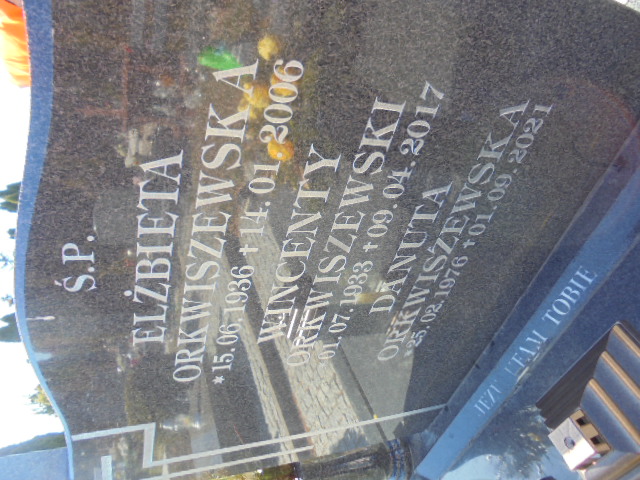 Ś.P.
ELŻBIETA
ORKWISZEWSKA
*15.06.1936 +14.01.2006
WINCENTY
ORKWISZEWSKI
01.07.1933 +09.04.2017
DANUTA
ORKWISZEWSKA
*25.02.1976 +01.09.2021
JEZU UFAM TOBIE